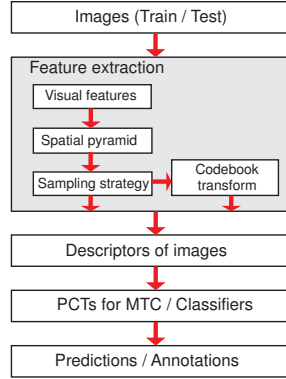 Images (Train / Test)
Feature extraction
Visual features
Spatial pyramid
Sampling strategy
Codebook
transform
Descriptors of images
PCTs for MTC / Classifiers
Predictions / Annotations